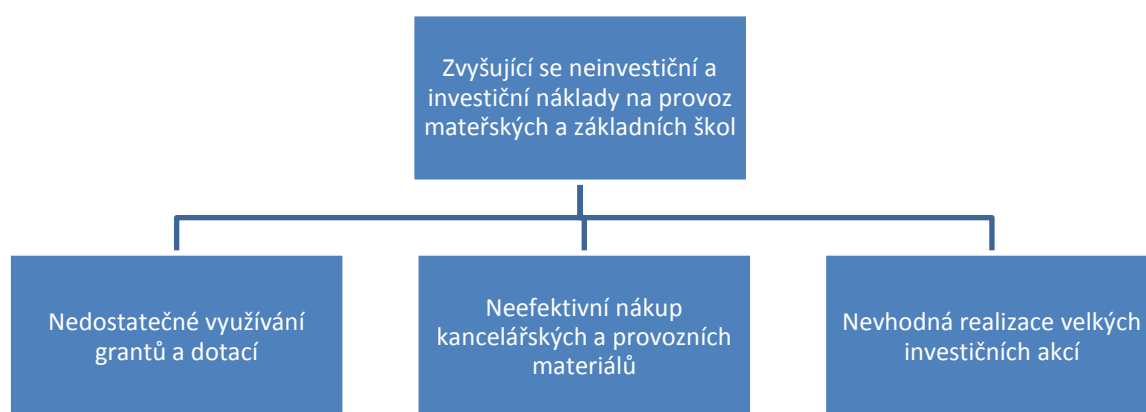 Zvyšující se neinvestiční a
investiční náklady na provoz
mateřských a základních škol
Nedostatečné využívání
grantů a dotací
Neefektivní nákup
kancelářských a provozních
materiálů
Nevhodná realizace velkých
investičních akcí